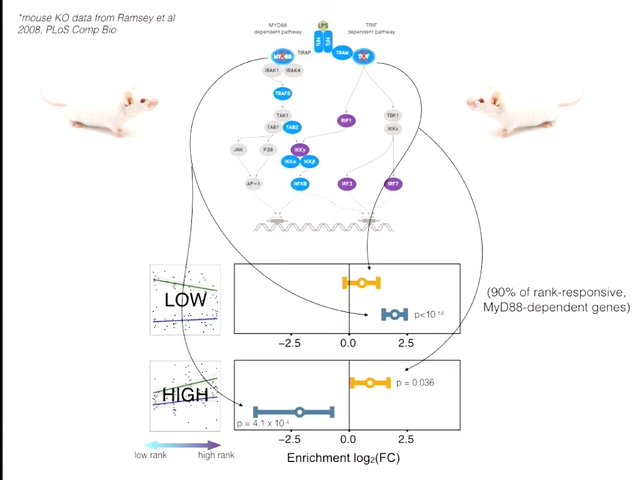 *mouse KO data from Ramsey et al
2008, PLoS Comp Bio
MYD88
dependent pathway
LPS
TRIF
dependent pathway
TLR4
TLR4
TIRAP
TRAM
IRAK1
IRAK4
TRAF6
TAK1
TAB1
TAB2
RIP1
TBK1
JNK
P38
IKKγ
IKKα
IKKβ
AP-1
NFKB
IRF3
IRF7
LOW
p<10⁻¹⁴
-2.5
0.0
2.5
(90% of rank-responsive,
MyD88-dependent genes)
HIGH
p = 0.036
p = 4.1 x 10⁻⁴
-2.5
0.0
2.5
low rank
high rank
Enrichment log₂(FC)